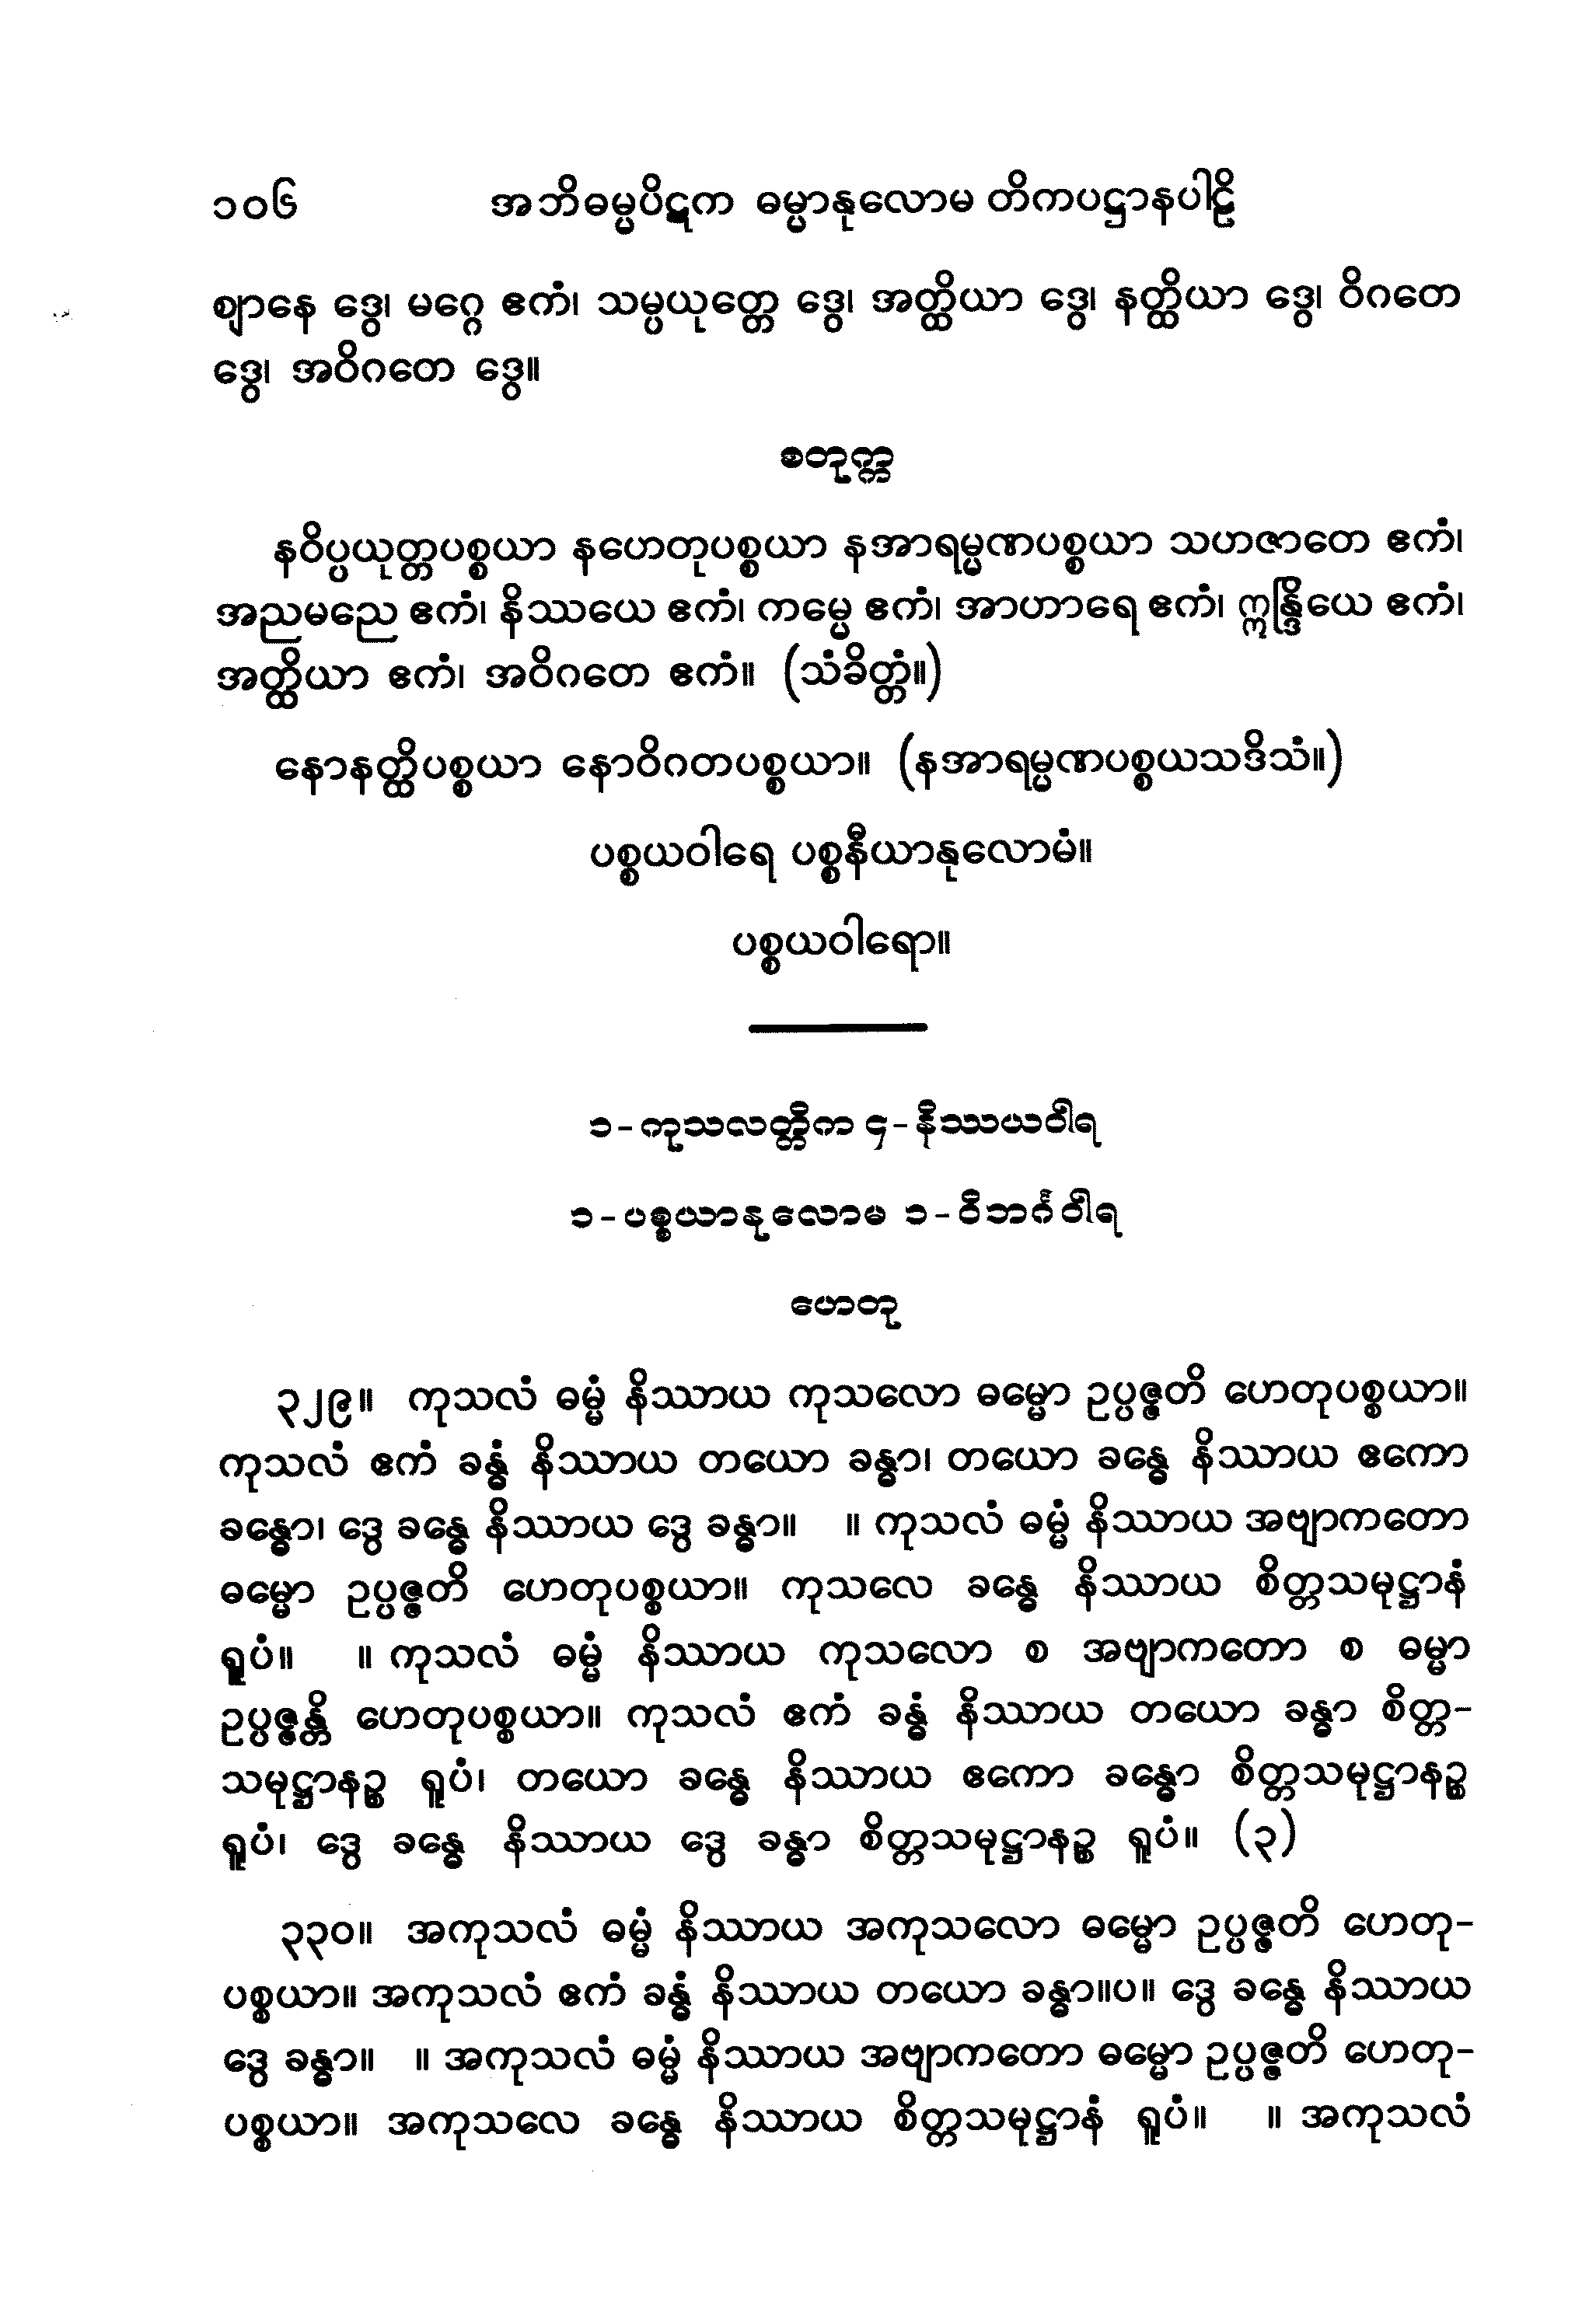 ၁၀၆ အဘိဓမ္မပိဋက ဓမ္မာနုလောမ တိကပဋ္ဌာနပါဠိ
ဈာနေ ဒွေ၊ မဂ္ဂေ ဧကံ၊ သမ္ပယုတ္တေ ဒွေ၊ အတ္ထိယာ ဒွေ၊ နတ္ထိယာ ဒွေ၊ ဝိဂတေ
ဒွေ၊ အဝိဂတေ ဒွေ။
စတုက္က
နဝိပ္ပယုတ္တပစ္စယာ နဟေတုပစ္စယာ နအာရမ္မဏပစ္စယာ သဟဇာတေ ဧကံ၊
အညမညေ ဧကံ၊ နိဿယေ ဧကံ၊ ကမ္မေ ဧကံ၊ အာဟာရေ ဧကံ၊ ဣန္ဒြိယေ ဧကံ၊
အတ္ထိယာ ဧကံ၊ အဝိဂတေ ဧကံ။ (သံခိတ္တံ။)
နောနတ္ထိပစ္စယာ နောဝိဂတပစ္စယာ။ (နအာရမ္မဏပစ္စယသဒိသံ။)
ပစ္စယဝါရေ ပစ္စနီယာနုလောမံ။
ပစ္စယဝါရော။
၁-ကုသလတ္တိက ၄-နိဿယဝါရ
၁-ပစ္စယာနုလောမ ၁-ဝိဘင်္ဂဝါရ
ဟေတု
၃၂၉။ ကုသလံ ဓမ္မံ နိဿာယ ကုသလော ဓမ္မော ဥပ္ပဇ္ဇတိ ဟေတုပစ္စယာ။
ကုသလံ ဧကံ ခန္ဓံ နိဿာယ တယော ခန္ဓာ၊ တယော ခန္ဓေ နိဿာယ ဧကော
ခန္ဓော၊ ဒွေ ခန္ဓေ နိဿာယ ဒွေ ခန္ဓာ။ ။ ကုသလံ ဓမ္မံ နိဿာယ အဗျာကတော
ဓမ္မော ဥပ္ပဇ္ဇတိ ဟေတုပစ္စယာ။ ကုသလေ ခန္ဓေ နိဿာယ စိတ္တသမုဋ္ဌာနံ
ရူပံ။ ။ ကုသလံ ဓမ္မံ နိဿာယ ကုသလော စ အဗျာကတော စ ဓမ္မာ
ဥပ္ပဇ္ဇန္တိ ဟေတုပစ္စယာ။ ကုသလံ ဧကံ ခန္ဓံ နိဿာယ တယော ခန္ဓာ စိတ္တ-
သမုဋ္ဌာနဉ္စ ရူပံ၊ တယော ခန္ဓေ နိဿာယ ဧကော ခန္ဓော စိတ္တသမုဋ္ဌာနဉ္စ
ရူပံ၊ ဒွေ ခန္ဓေ နိဿာယ ဒွေ ခန္ဓာ စိတ္တသမုဋ္ဌာနဉ္စ ရူပံ။ (၃)
၃၃၀။ အကုသလံ ဓမ္မံ နိဿာယ အကုသလော ဓမ္မော ဥပ္ပဇ္ဇတိ ဟေတု-
ပစ္စယာ။ အကုသလံ ဧကံ ခန္ဓံ နိဿာယ တယော ခန္ဓာ။ပ။ ဒွေ ခန္ဓေ နိဿာယ
ဒွေ ခန္ဓာ။ ။ အကုသလံ ဓမ္မံ နိဿာယ အဗျာကတော ဓမ္မော ဥပ္ပဇ္ဇတိ ဟေတု-
ပစ္စယာ။ အကုသလေ ခန္ဓေ နိဿာယ စိတ္တသမုဋ္ဌာနံ ရူပံ။ ။ အကုသလံ